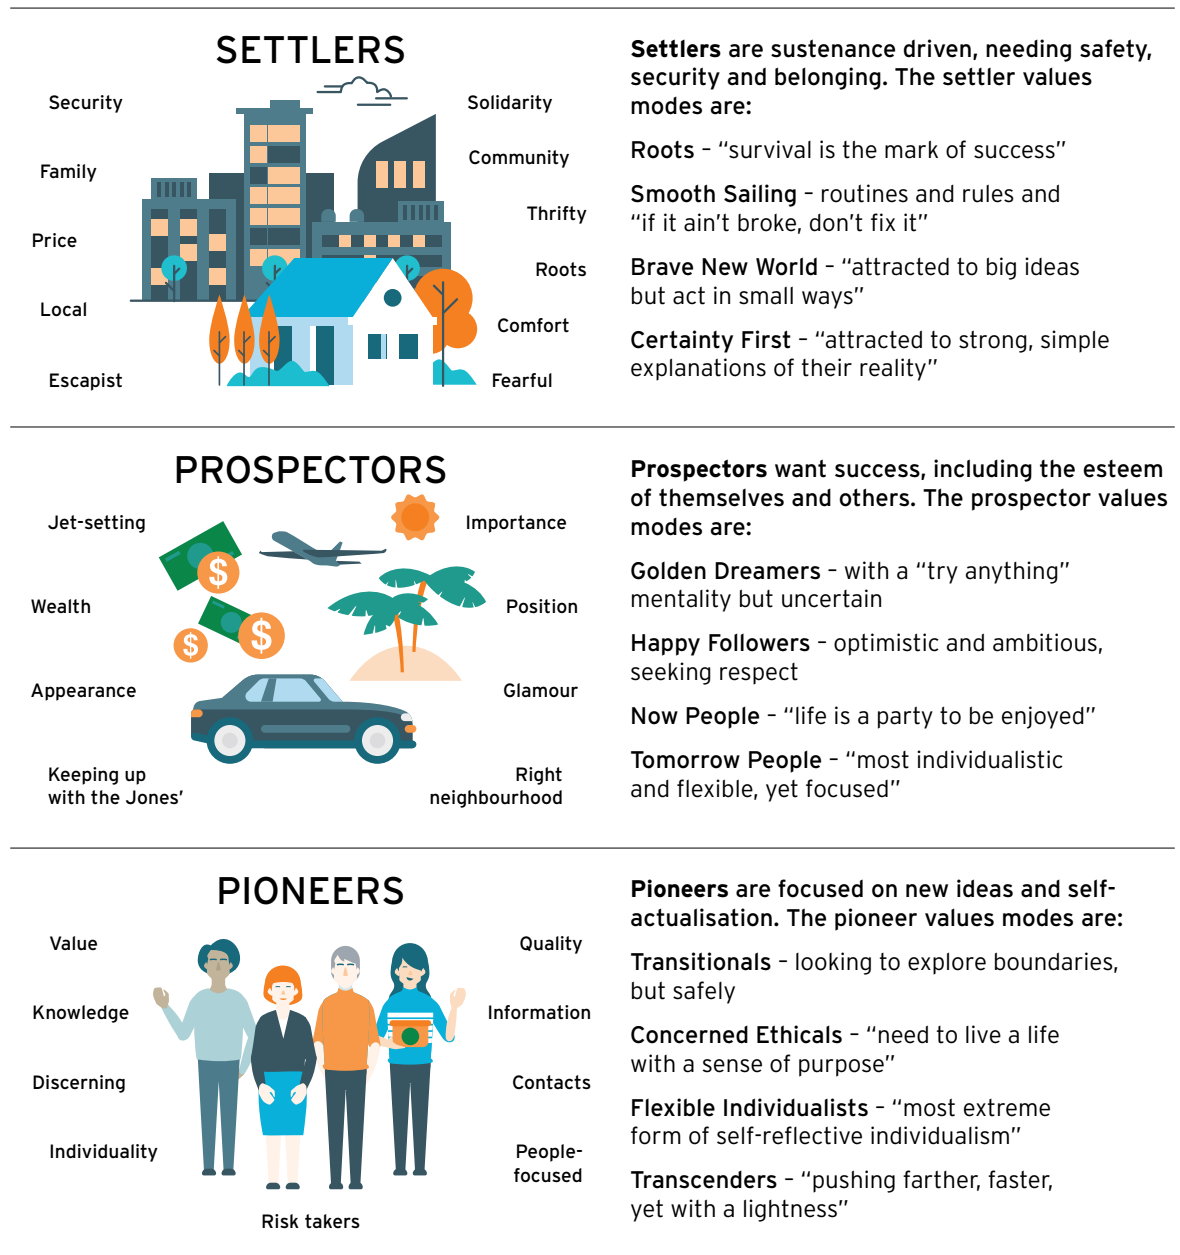 SETTLERS
Security
Family
Price
Local
Escapist
Solidarity
Community
Thrifty
Roots
Comfort
Fearful
Settlers are sustenance driven, needing safety,
security and belonging. The settler values
modes are:
Roots – “survival is the mark of success”
Smooth Sailing – routines and rules and
“if it ain’t broke, don’t fix it”
Brave New World – “attracted to big ideas
but act in small ways”
Certainty First – “attracted to strong, simple
explanations of their reality”
PROSPECTORS
Jet-setting
Wealth
Appearance
Keeping up
with the Jones’
$
$
$
Importance
Position
Glamour
Right
neighbourhood
Prospectors want success, including the esteem
of themselves and others. The prospector values
modes are:
Golden Dreamers – with a “try anything”
mentality but uncertain
Happy Followers – optimistic and ambitious,
seeking respect
Now People – “life is a party to be enjoyed”
Tomorrow People – “most individualistic
and flexible, yet focused”
PIONEERS
Value
Knowledge
Discerning
Individuality
Quality
Information
Contacts
People-
focused
Risk takers
Pioneers are focused on new ideas and self-
actualisation. The pioneer values modes are:
Transitionals – looking to explore boundaries,
but safely
Concerned Ethicals – “need to live a life
with a sense of purpose”
Flexible Individualists – “most extreme
form of self-reflective individualism”
Transcenders – “pushing farther, faster,
yet with a lightness”